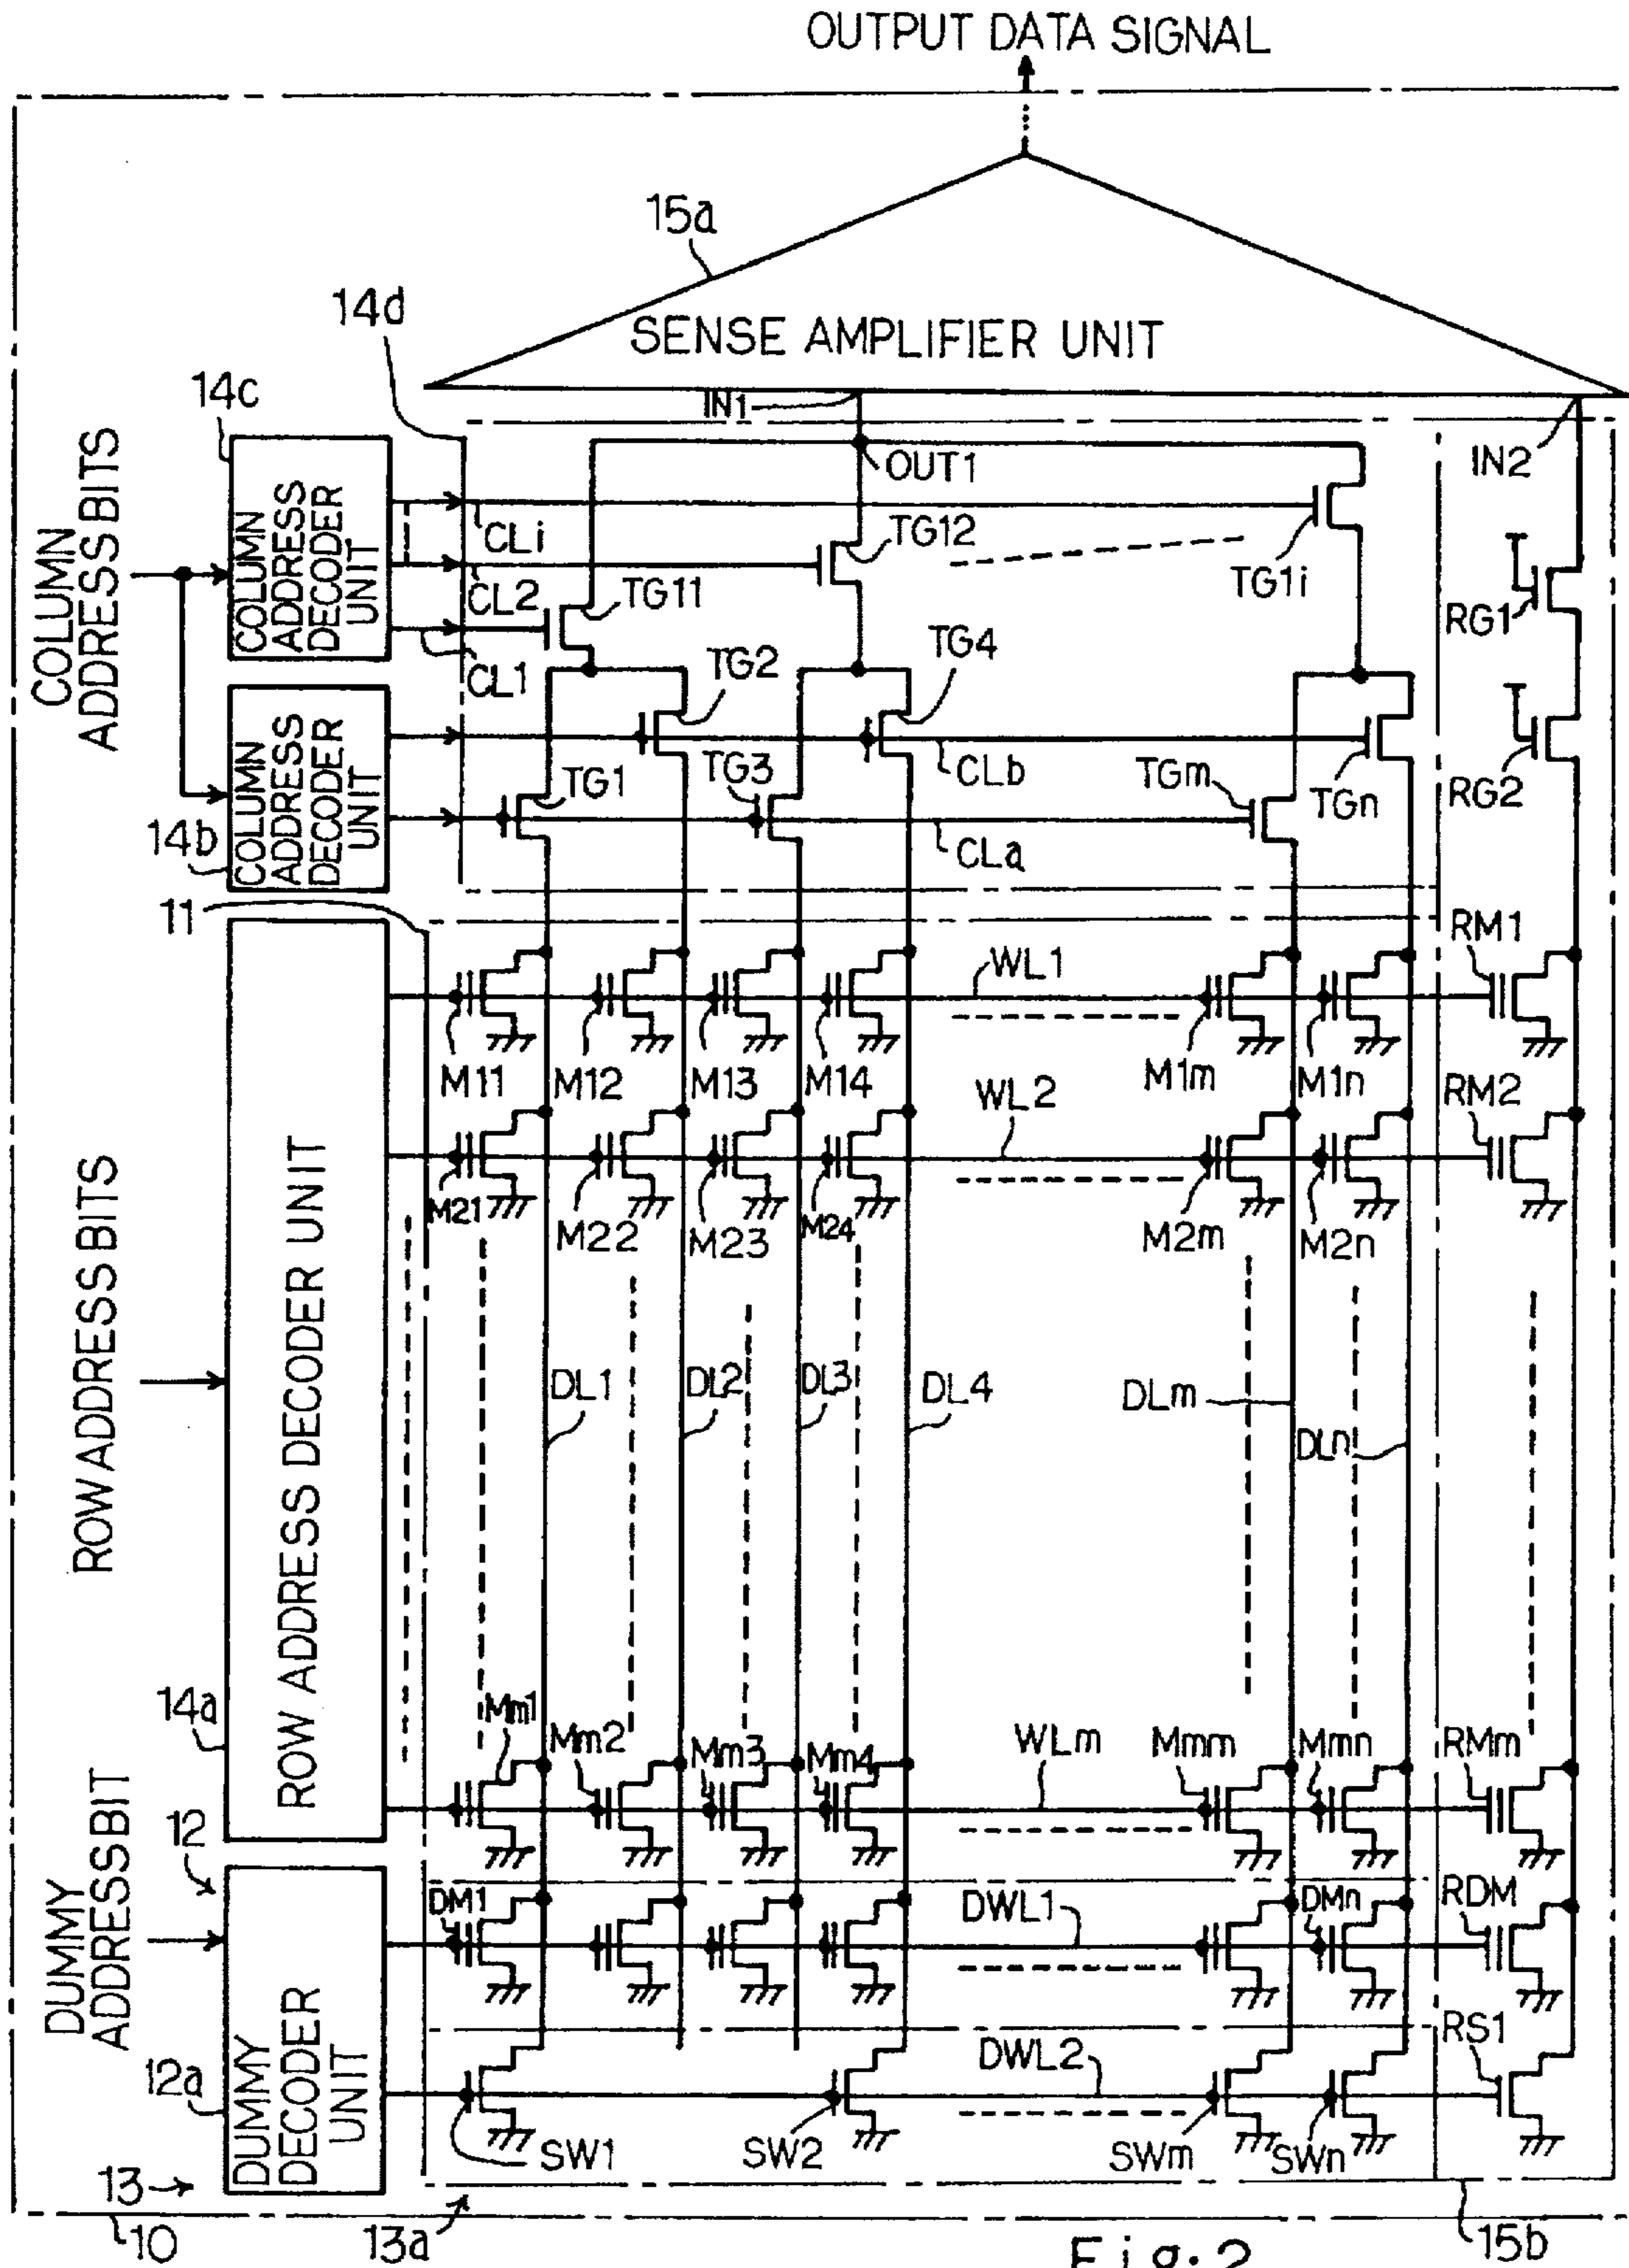 OUTPUT DATA SIGNAL
15a
14d
SENSE AMPLIFIER UNIT
14c
IN1
IN2
OUT1
COLUMN
ADDRESS BITS
COLUMN
ADDRESS
DECODER
UNIT
CLi
TG12
TG1i
CL2
TG11
RG1
CL1
TG2
TG4
COLUMN
ADDRESS
DECODER
UNIT
14b
TG1
TG3
CLb
TGm
TGn
RG2
CLa
11
RM1
WL1
M11
M12
M13
M14
M1m
M1n
WL2
RM2
M21
M22
M23
M24
M2m
M2n
ROW ADDRESS BITS
ROW ADDRESS DECODER UNIT
DL1
DL2
DL3
DL4
DLm
DLn
14a
Mm1
Mm2
Mm3
Mm4
WLm
Mmm
Mmn
RMm
DUMMY
ADDRESS BIT
12
DM1
DWL1
DMn
RDM
DUMMY
DECODER
UNIT
12a
DWL2
RS1
SW1
SW2
SWm
SWn
13
10
13a
Fig. 2
15b